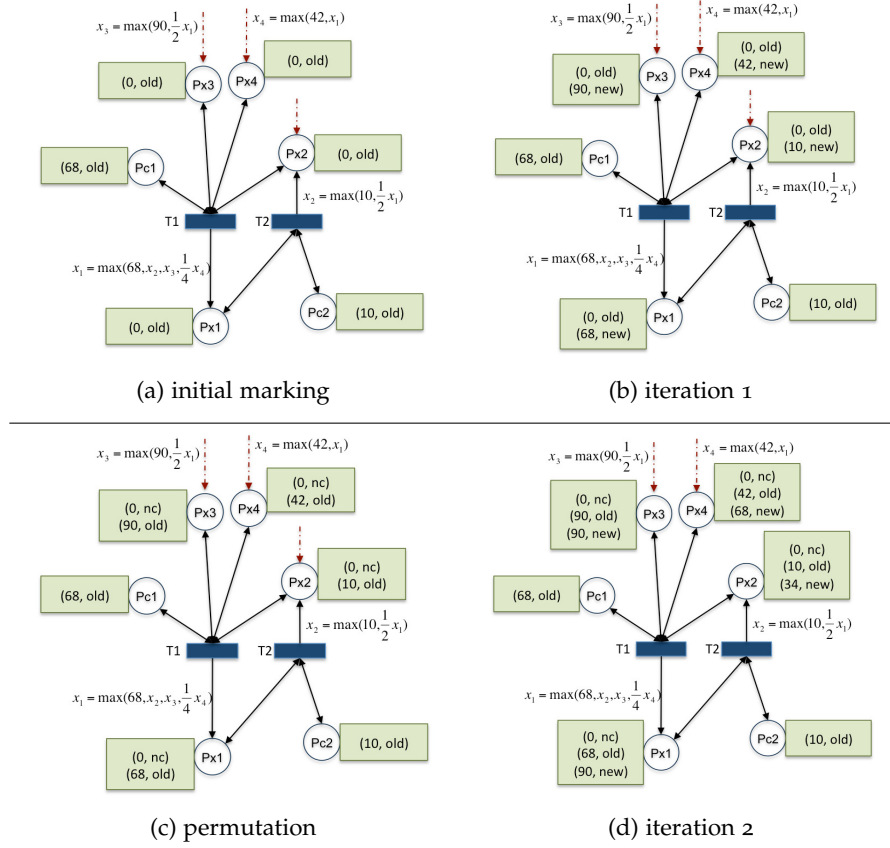 x₃ = max(90, 1/2 x₁)
x₄ = max(42, x₁)
(0, old)
Px3
Px4
(0, old)
(68, old)
Pc1
Px2
(0, old)
T1
T2
x₂ = max(10, 1/2 x₁)
x₁ = max(68, x₂, x₃, 1/4 x₄)
(0, old)
Px1
Pc2
(10, old)
(a) initial marking
x₃ = max(90, 1/2 x₁)
x₄ = max(42, x₁)
(0, old)
(90, new)
Px3
Px4
(0, old)
(42, new)
(68, old)
Pc1
Px2
(0, old)
(10, new)
T1
T2
x₂ = max(10, 1/2 x₁)
x₁ = max(68, x₂, x₃, 1/4 x₄)
(0, old)
(68, new)
Px1
Pc2
(10, old)
(b) iteration 1
x₃ = max(90, 1/2 x₁)
x₄ = max(42, x₁)
(0, nc)
(90, old)
Px3
Px4
(0, nc)
(42, old)
(68, old)
Pc1
Px2
(0, nc)
(10, old)
T1
T2
x₂ = max(10, 1/2 x₁)
x₁ = max(68, x₂, x₃, 1/4 x₄)
(0, nc)
(68, old)
Px1
Pc2
(10, old)
(c) permutation
x₃ = max(90, 1/2 x₁)
x₄ = max(42, x₁)
(0, nc)
(90, old)
(90, new)
Px3
Px4
(0, nc)
(42, old)
(68, new)
(68, old)
Pc1
Px2
(0, nc)
(10, old)
(34, new)
T1
T2
x₂ = max(10, 1/2 x₁)
x₁ = max(68, x₂, x₃, 1/4 x₄)
(0, nc)
(68, old)
(90, new)
Px1
Pc2
(10, old)
(d) iteration 2